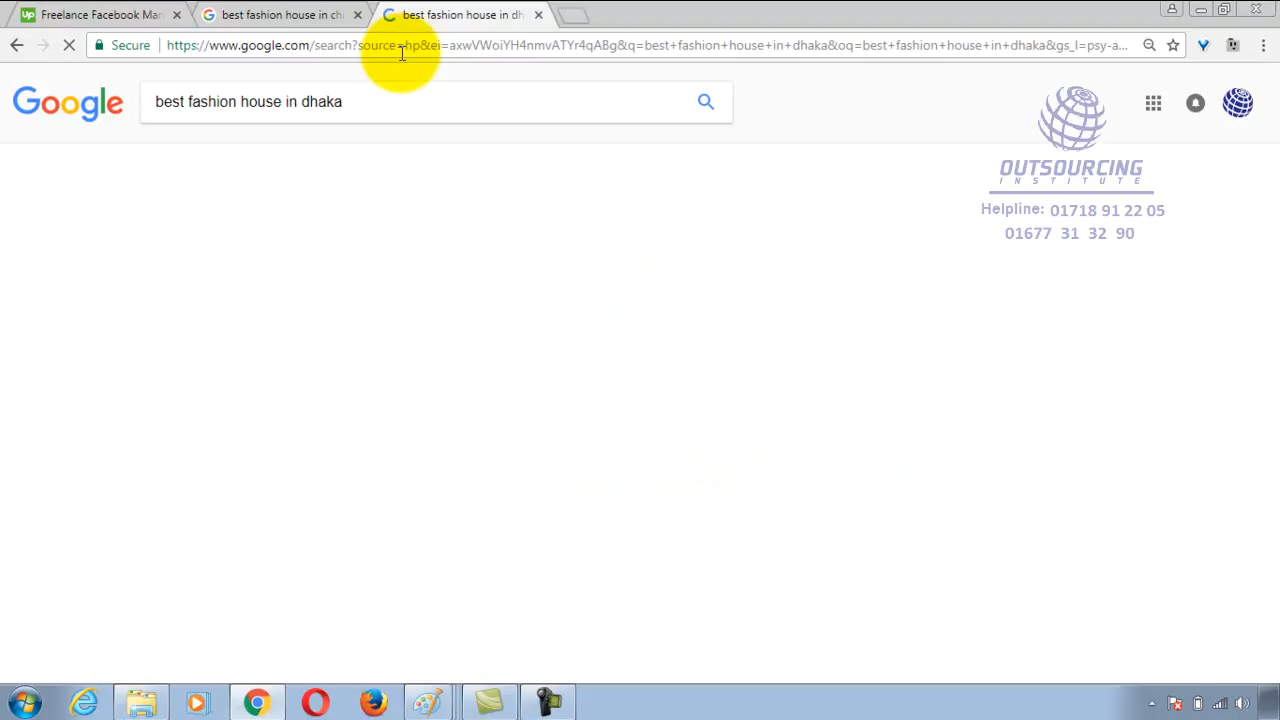 Up Freelance Facebook Mar
best fashion house in ch
best fashion house in dh
Secure https://www.google.com/search?source=hp&ei=axwVWoiYH4nmvATYr4qABg&q=best+fashion+house+in+dhaka&oq=best+fashion+house+in+dhaka&gs_l=psy-a...
Google best fashion house in dhaka
OUTSOURCING
INSTITUTE
Helpline: 01718 91 22 05
01677 31 32 90